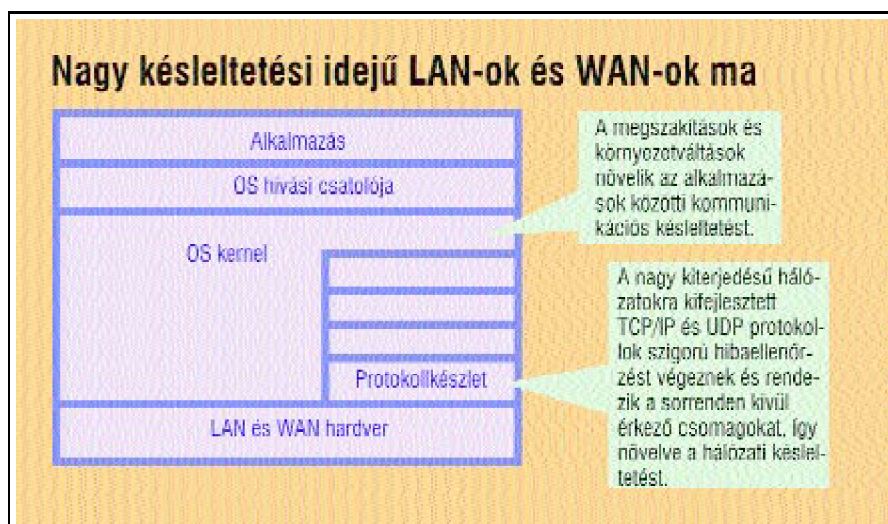 Nagy késleltetési idejű LAN-ok és WAN-ok ma
Alkalmazás
OS hívási csatolója
OS kernel
Protokollkészlet
LAN és WAN hardver
A megszakítások és
környozotváltások
növelik az alkalmazá-
sok közötti kommuni-
kációs késleltetést.
A nagy kiterjedésű háló-
zatokra kifejlesztett
TCP/IP és UDP protokol-
lok szigorú hibaellenőr-
zést végeznek és rende-
zik a sorrenden kívül
érkező csomagokat, így
növelve a hálózati késlel-
tetést.